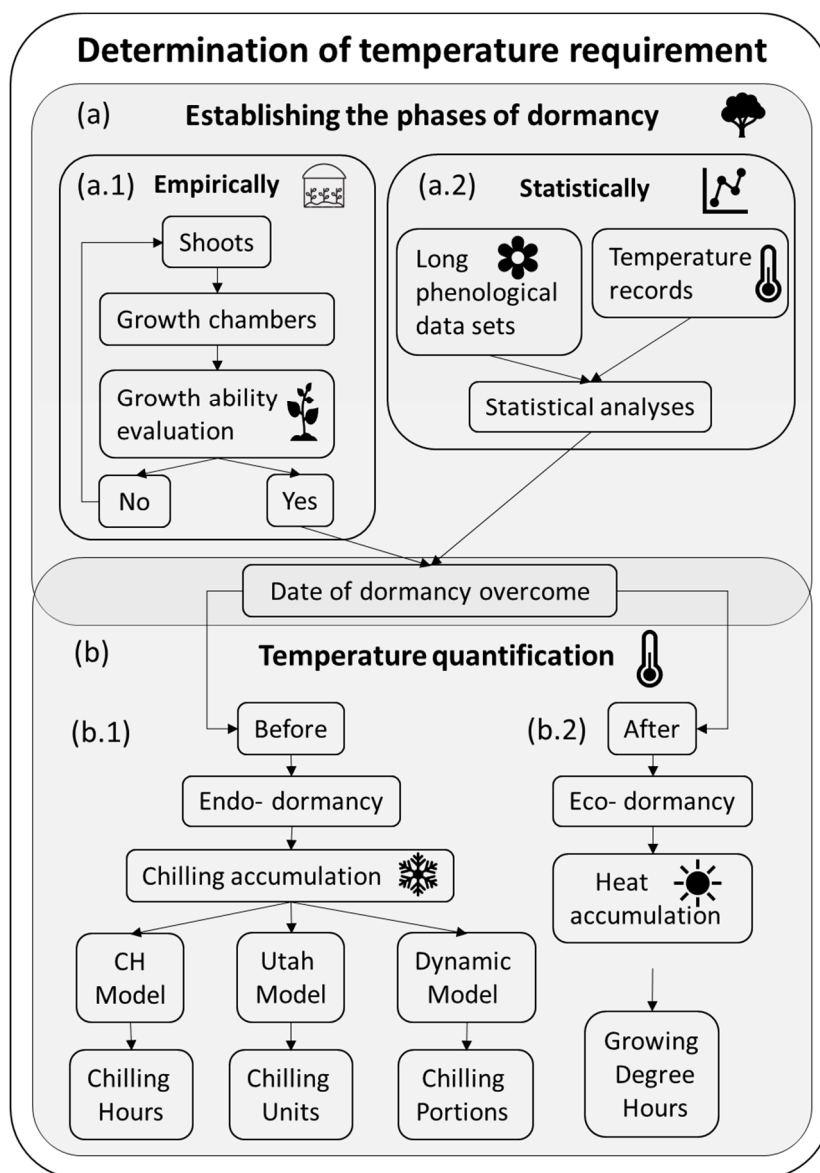 Determination of temperature requirement
(a)
Establishing the phases of dormancy
(a.1)
Empirically
Shoots
Growth chambers
Growth ability
evaluation
No
Yes
(a.2)
Statistically
Long
phenological
data sets
Temperature
records
Statistical analyses
Date of dormancy overcome
(b)
Temperature quantification
(b.1)
Before
Endo- dormancy
Chilling accumulation
CH
Model
Utah
Model
Dynamic
Model
Chilling
Hours
Chilling
Units
Chilling
Portions
(b.2)
After
Eco- dormancy
Heat
accumulation
Growing
Degree
Hours